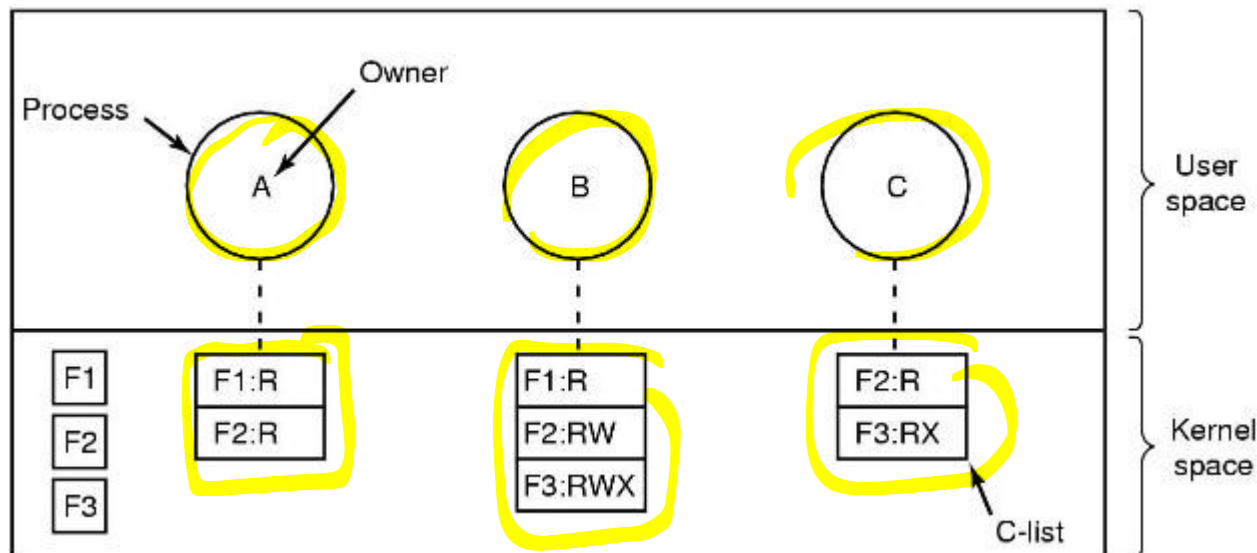 Owner
Process
A
B
C
User
space
F1
F2
F3
F1:R
F2:R
F1:R
F2:RW
F3:RWX
F2:R
F3:RX
C-list
Kernel
space